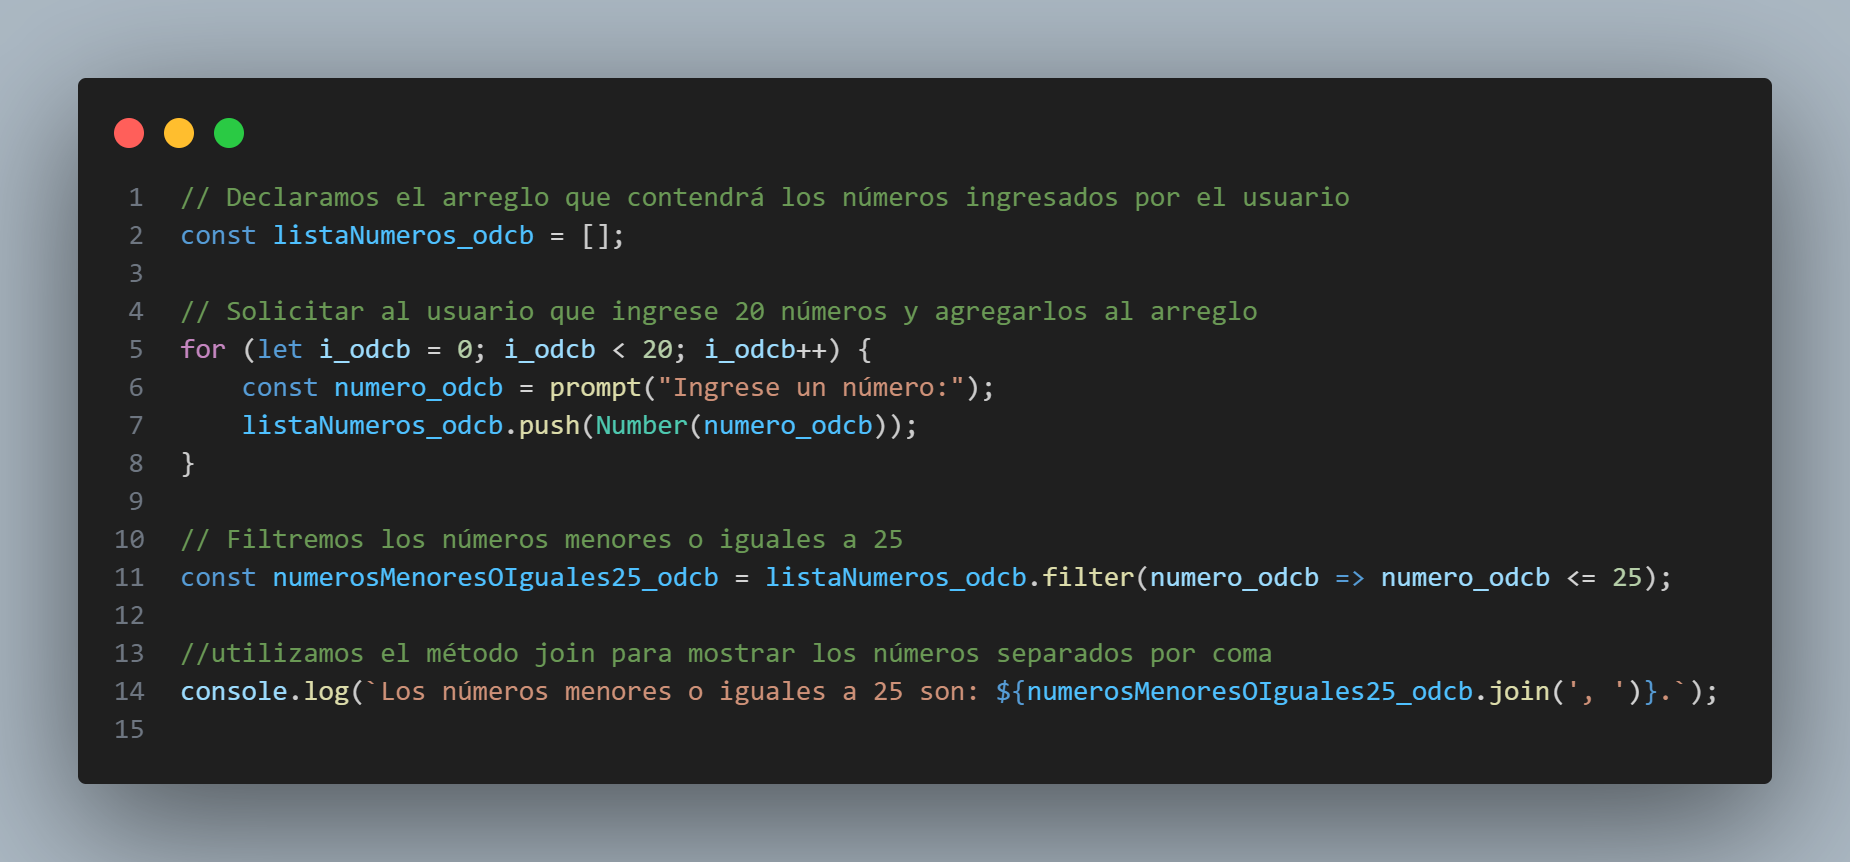 1 // Declaramos el arreglo que contendrá los números ingresados por el usuario
2 const listaNumeros_odcb = [];
3
4 // Solicitar al usuario que ingrese 20 números y agregarlos al arreglo
5 for (let i_odcb = 0; i_odcb < 20; i_odcb++) {
6     const numero_odcb = prompt("Ingrese un número:");
7     listaNumeros_odcb.push(Number(numero_odcb));
8 }
9
10 // Filtremos los números menores o iguales a 25
11 const numerosMenoresOIguales25_odcb = listaNumeros_odcb.filter(numero_odcb => numero_odcb <= 25);
12
13 //utilizamos el método join para mostrar los números separados por coma
14 console.log(`Los números menores o iguales a 25 son: ${numerosMenoresOIguales25_odcb.join(', ')}.`);
15